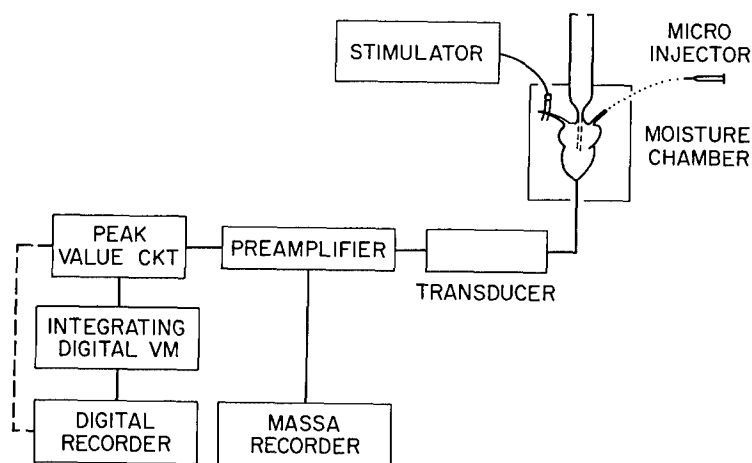 STIMULATOR
MICRO
INJECTOR
MOISTURE
CHAMBER
PEAK
VALUE CKT
PREAMPLIFIER
TRANSDUCER
INTEGRATING
DIGITAL VM
DIGITAL
RECORDER
MASSA
RECORDER